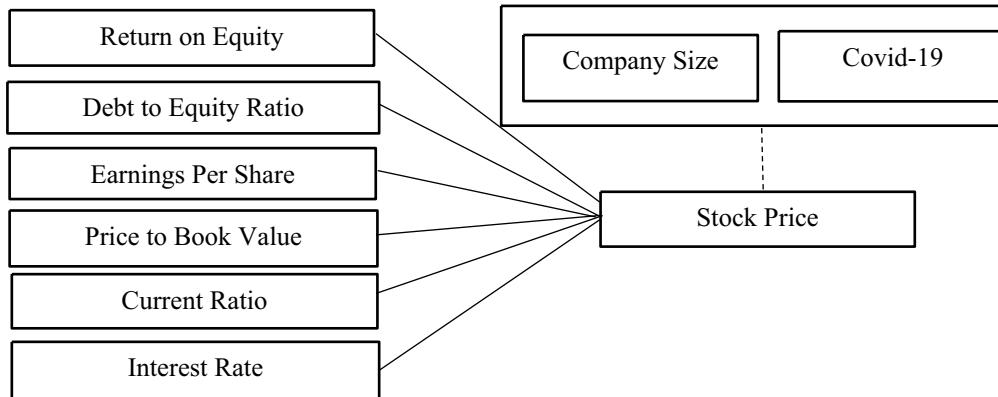 Return on Equity
Debt to Equity Ratio
Earnings Per Share
Price to Book Value
Current Ratio
Interest Rate
Company Size
Covid-19
Stock Price